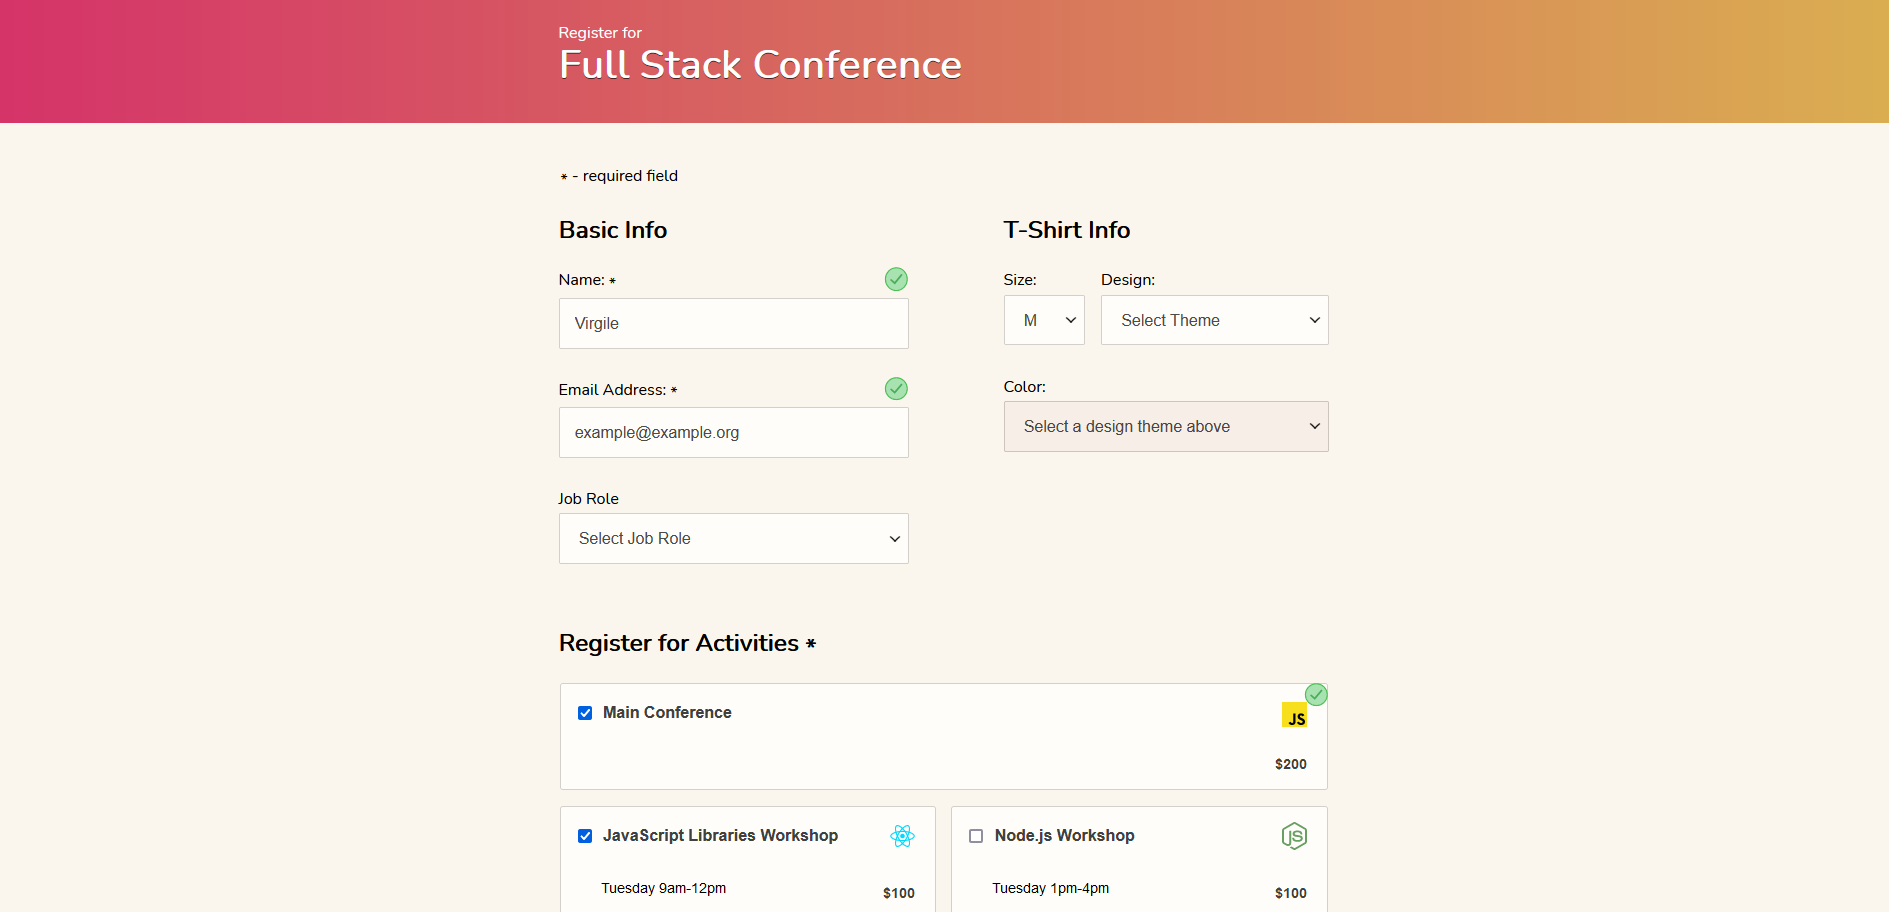 Register for
Full Stack Conference
* - required field
Basic Info
Name: *
Virgile
Email Address: *
example@example.org
Job Role
Select Job Role
T-Shirt Info
Size:
Design:
M
Select Theme
Color:
Select a design theme above
Register for Activities *
Main Conference
JS
$200
JavaScript Libraries Workshop
Tuesday 9am-12pm
$100
Node.js Workshop
JS
Tuesday 1pm-4pm
$100